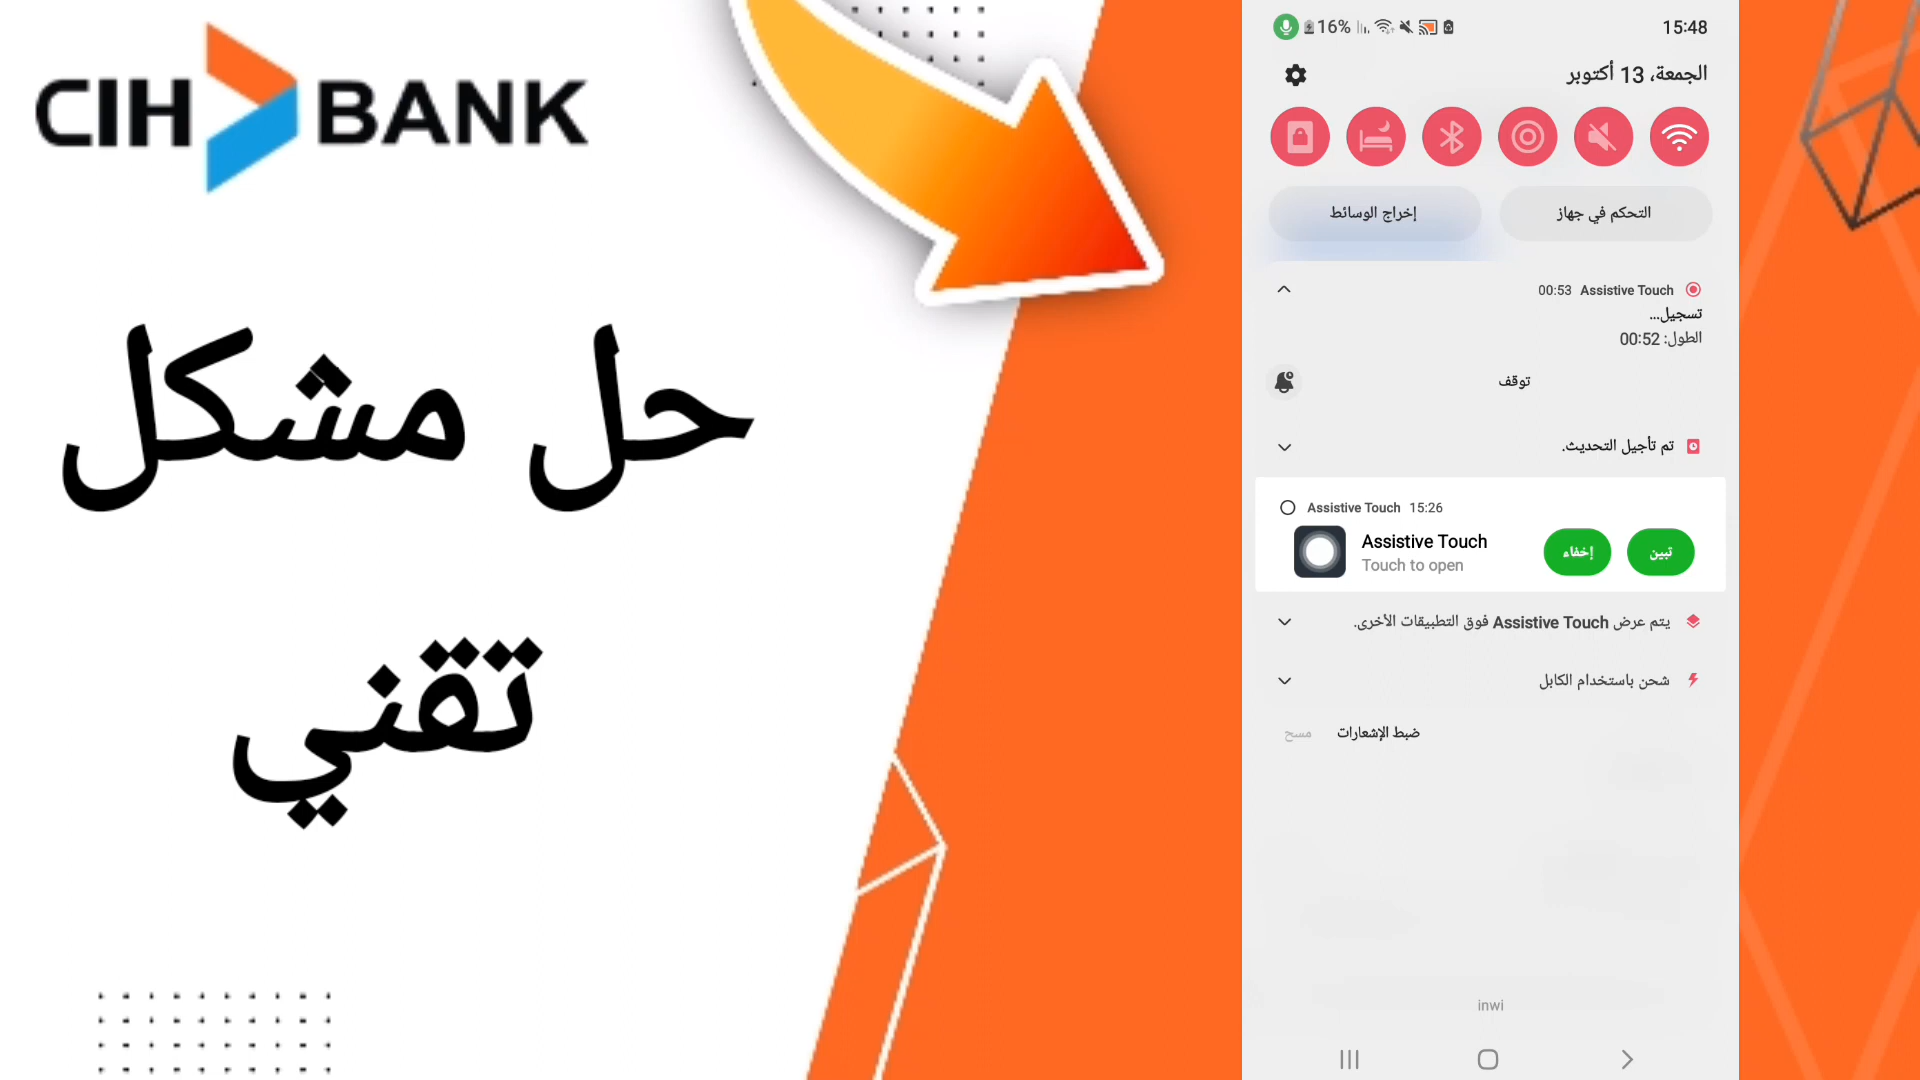 CIH BANK
حل مشكل
تقني
16%
15:48
الجمعة، 13 أكتوبر
التحكم في جهاز
إخراج الوسائط
Assistive Touch 00:53
تسجيل...
الطول: 00:52
توقف
تم تأجيل التحديث.
Assistive Touch 15:26
Assistive Touch
Touch to open
تبين
إخفاء
يتم عرض Assistive Touch فوق التطبيقات الأخرى.
شحن باستخدام الكابل
ضبط الإشعارات
مسح
inwi